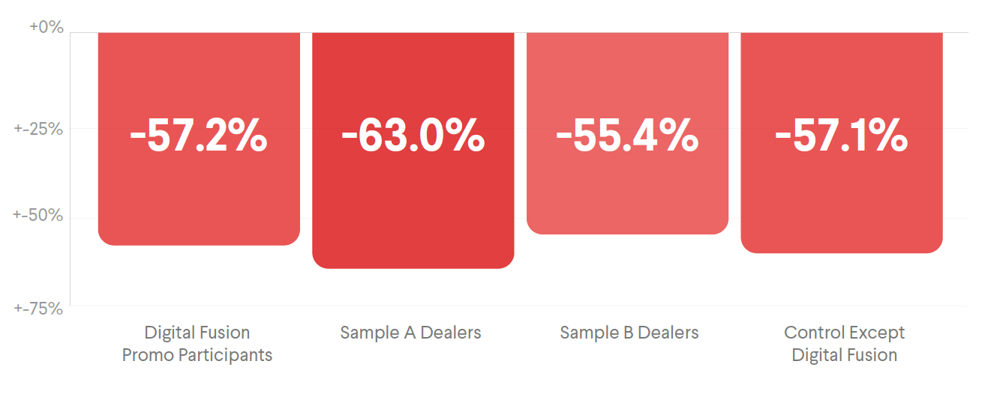 +0%
+-25%
+-50%
+-75%
-57.2%
-63.0%
-55.4%
-57.1%
Digital Fusion
Promo Participants
Sample A Dealers
Sample B Dealers
Control Except
Digital Fusion